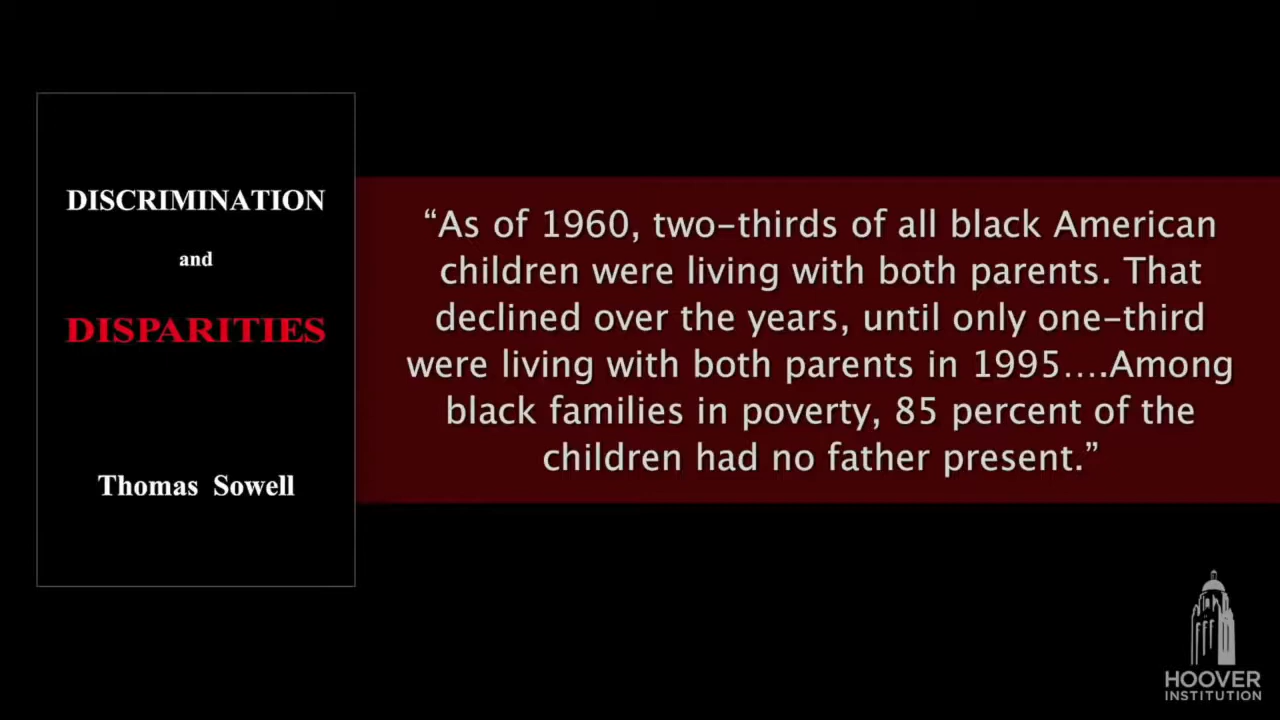 DISCRIMINATION
and
DISPARITIES
Thomas Sowell
“As of 1960, two-thirds of all black American
children were living with both parents. That
declined over the years, until only one-third
were living with both parents in 1995....Among
black families in poverty, 85 percent of the
children had no father present.”
HOOVER
INSTITUTION